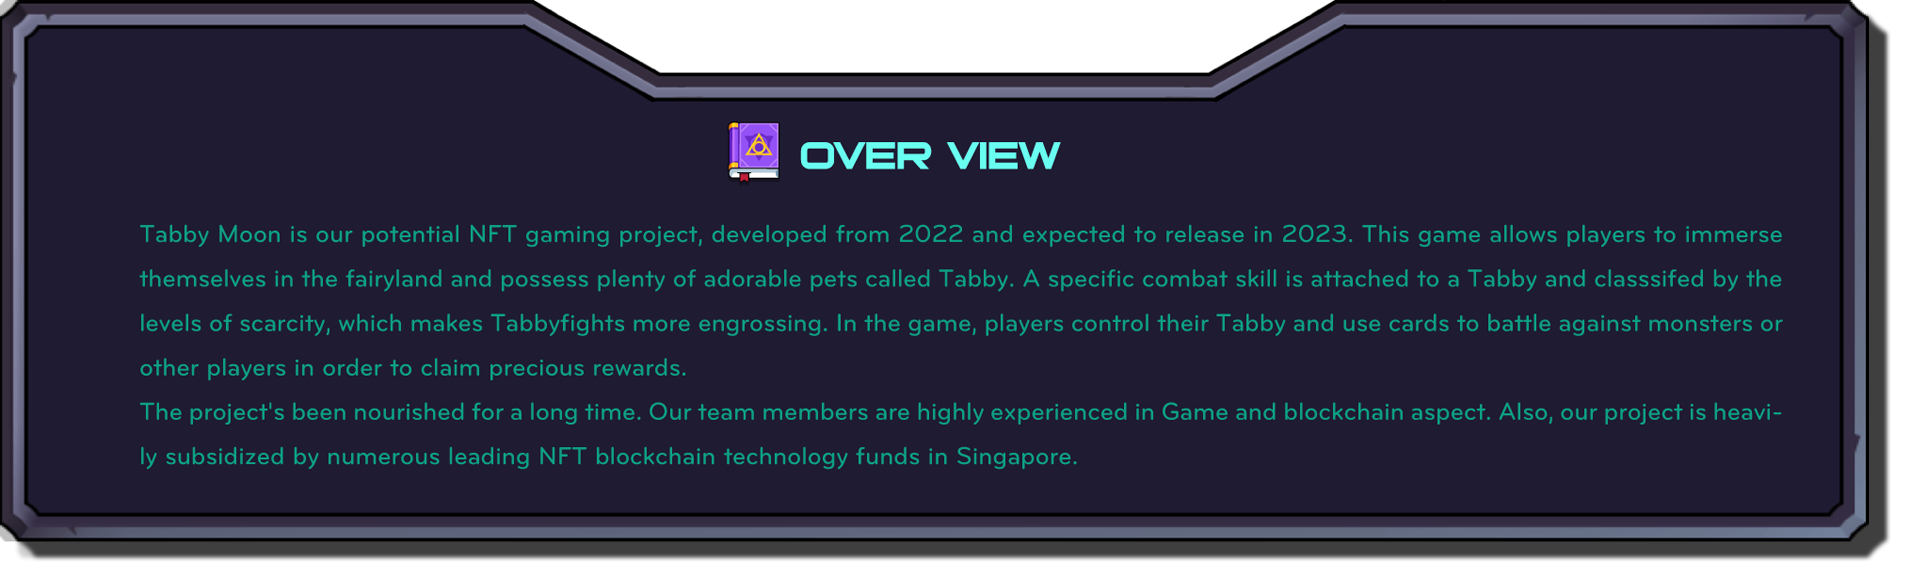 OVER VIEW
Tabby Moon is our potential NFT gaming project, developed from 2022 and expected to release in 2023. This game allows players to immerse
themselves in the fairyland and possess plenty of adorable pets called Tabby. A specific combat skill is attached to a Tabby and classsifed by the
levels of scarcity, which makes Tabbyfights more engrossing. In the game, players control their Tabby and use cards to battle against monsters or
other players in order to claim precious rewards.
The project's been nourished for a long time. Our team members are highly experienced in Game and blockchain aspect. Also, our project is heavi-
ly subsidized by numerous leading NFT blockchain technology funds in Singapore.